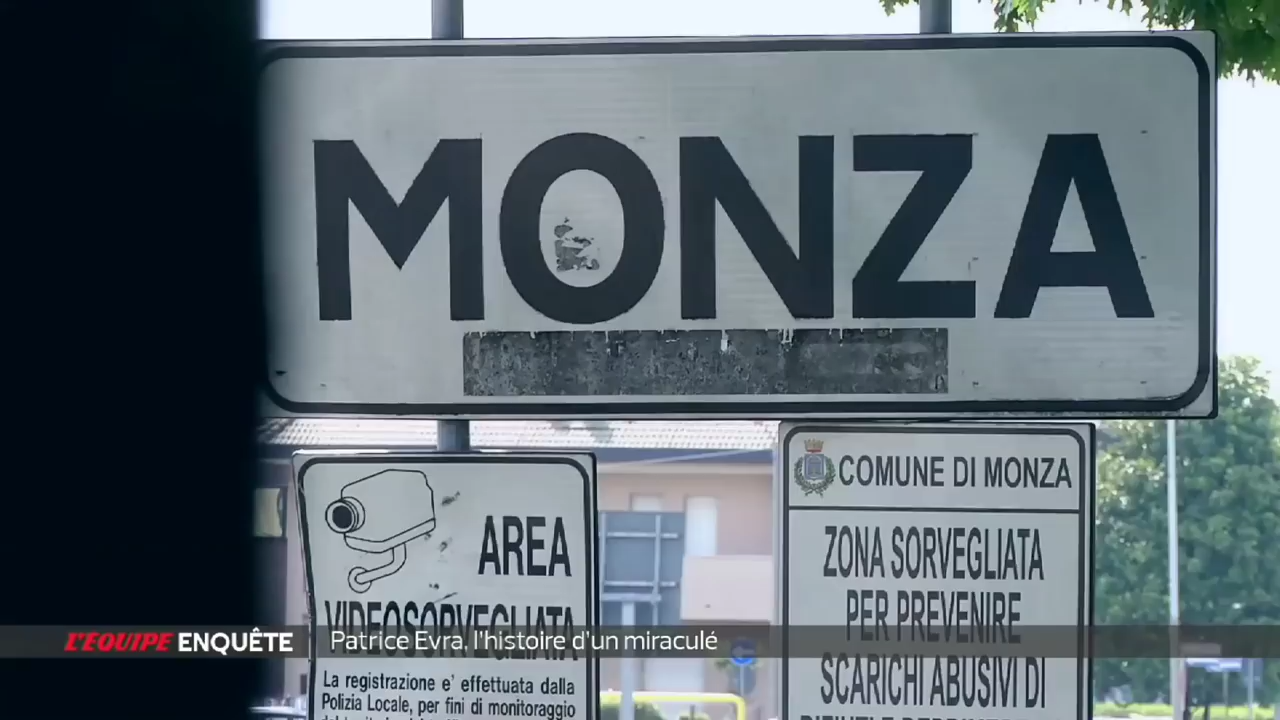 MONZA
AREA
VIDEOSORVEGLIATA
La registrazione e' effettuata dalla
Polizia Locale, per fini di monitoraggio
COMUNE DI MONZA
ZONA SORVEGLIATA
PER PREVENIRE
SCARICHI ABUSIVI DI
L'EQUIPE ENQUÊTE
Patrice Evra, l'histoire d'un miraculé